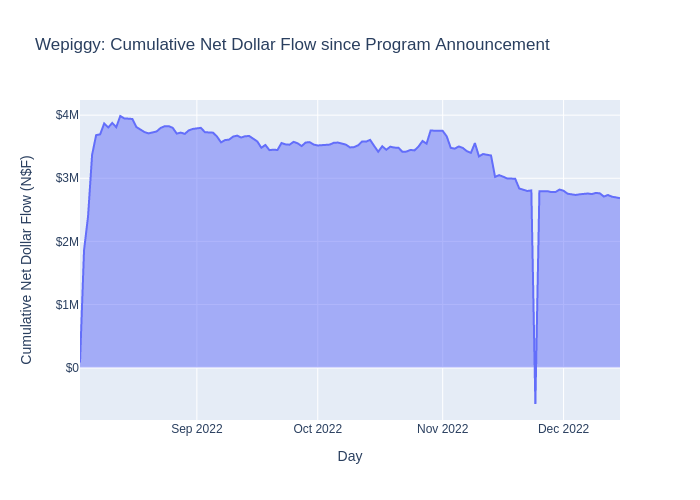 Wepiggy: Cumulative Net Dollar Flow since Program Announcement
Cumulative Net Dollar Flow (N$F)
$4M
$3M
$2M
$1M
$0
Sep 2022
Oct 2022
Nov 2022
Dec 2022
Day